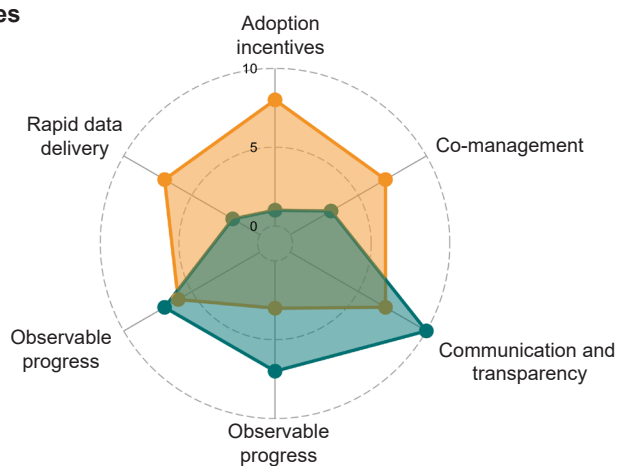 es
Adoption
incentives
10
Rapid data
delivery
Co-management
5
0
Observable
progress
Communication and
transparency
Observable
progress